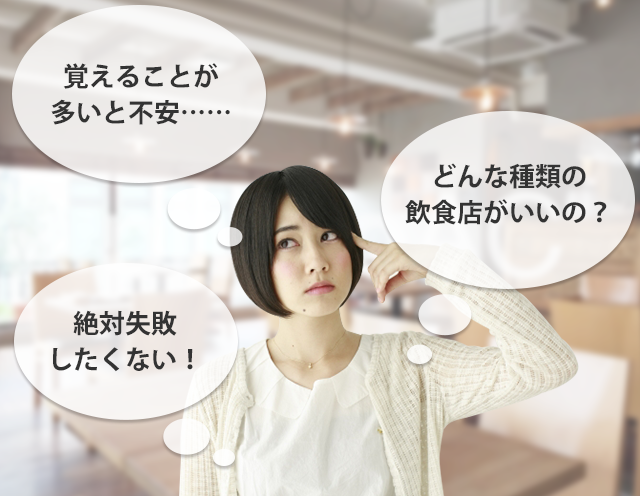 覚えることが
多いと不安……
どんな種類の
飲食店がいいの？
絶対失敗
したくない！